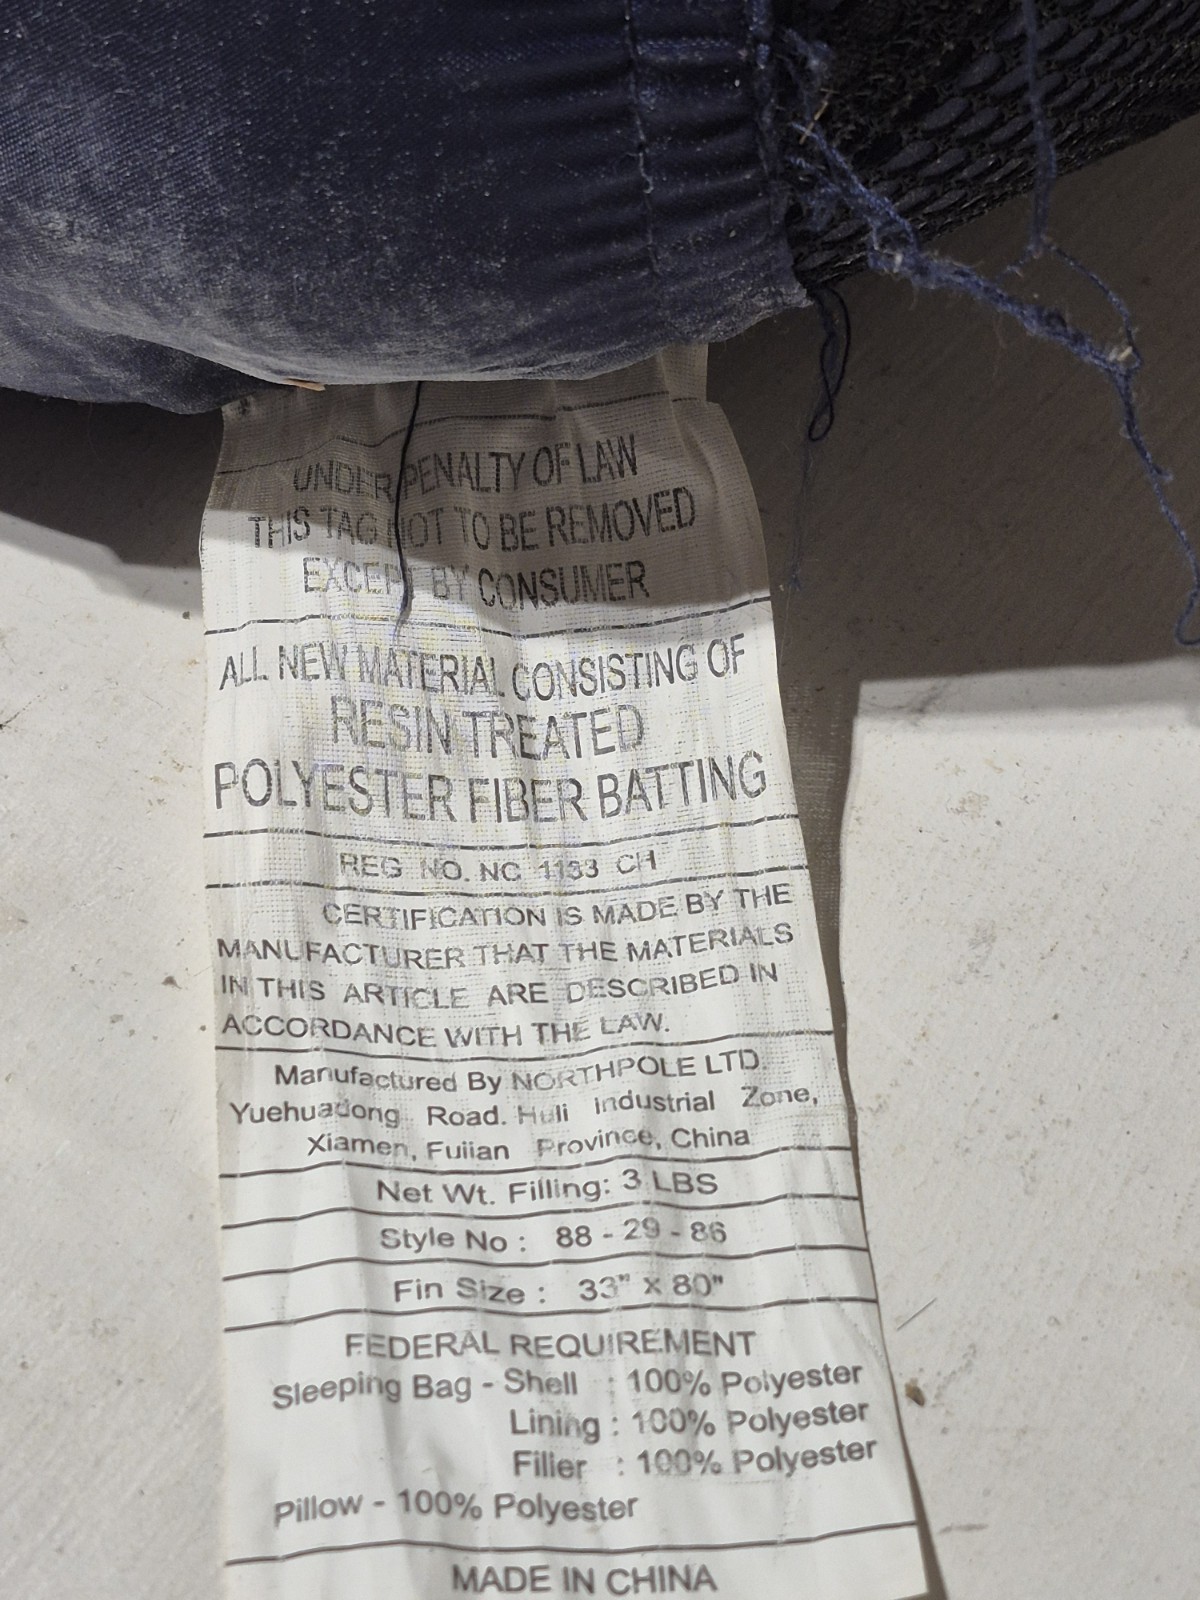 UNDER PENALTY OF LAW
THIS TAG NOT TO BE REMOVED
EXCEPT BY CONSUMER
ALL NEW MATERIAL CONSISTING OF
RESIN TREATED
POLYESTER FIBER BATTING
REG NO. NC 1133 CH
CERTIFICATION IS MADE BY THE
MANUFACTURER THAT THE MATERIALS
IN THIS ARTICLE ARE DESCRIBED IN
ACCORDANCE WITH THE LAW.
Manufactured By NORTHPOLE LTD.
Yuehuadong Road. Huli industrial Zone,
Xiamen, Fuiian Province, China
Net Wt. Filling: 3 LBS
Style No : 88 - 29 - 86
Fin Size : 33" X 80"
FEDERAL REQUIREMENT
Sleeping Bag - Shell : 100% Polyester
Lining : 100% Polyester
Filler : 100% Polyester
Pillow - 100% Polyester
MADE IN CHINA